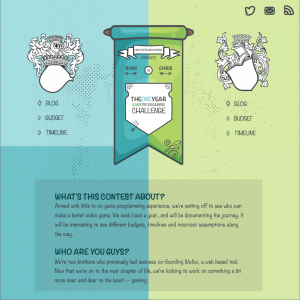 PRESENTS
RYAN CHRIS
THE ONE YEAR
GAME PROGRAMMING
CHALLENGE
BLOG
BUDGET
TIMELINE
BLOG
BUDGET
TIMELINE
WHAT'S THIS CONTEST ABOUT?
Armed with little to no game programming experience, we're setting off to see who can
make a better video game. We each have a year, and will be documenting the journey. It
will be interesting to see different budgets, timelines and incorrect assumptions along
the way.
WHO ARE YOU GUYS?
We're two brothers who previously had success co-founding Wufoo, a web based tool.
Now that we're on to the next chapter of life, we're looking to work on something a bit
more near and dear to the heart — gaming.